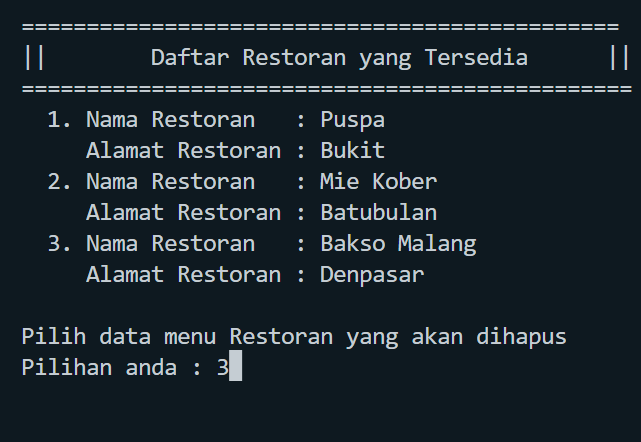 ==============================================
||        Daftar Restoran yang Tersedia      ||
===============================================
  1. Nama Restoran   : Puspa
     Alamat Restoran : Bukit
  2. Nama Restoran   : Mie Kober
     Alamat Restoran : Batubulan
  3. Nama Restoran   : Bakso Malang
     Alamat Restoran : Denpasar

Pilih data menu Restoran yang akan dihapus
Pilihan anda : 3